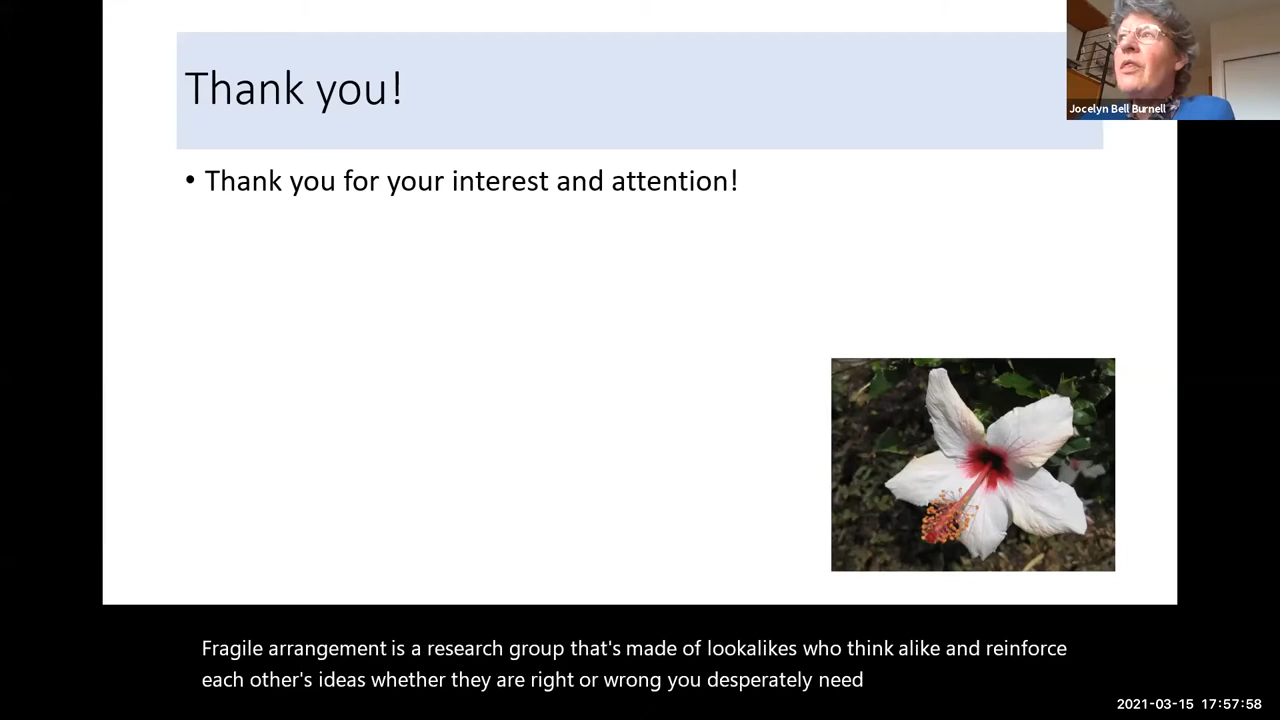 Thank you!
Jocelyn Bell Burnell
• Thank you for your interest and attention!
Fragile arrangement is a research group that's made of lookalikes who think alike and reinforce
each other's ideas whether they are right or wrong you desperately need
2021-03-15 17:57:58